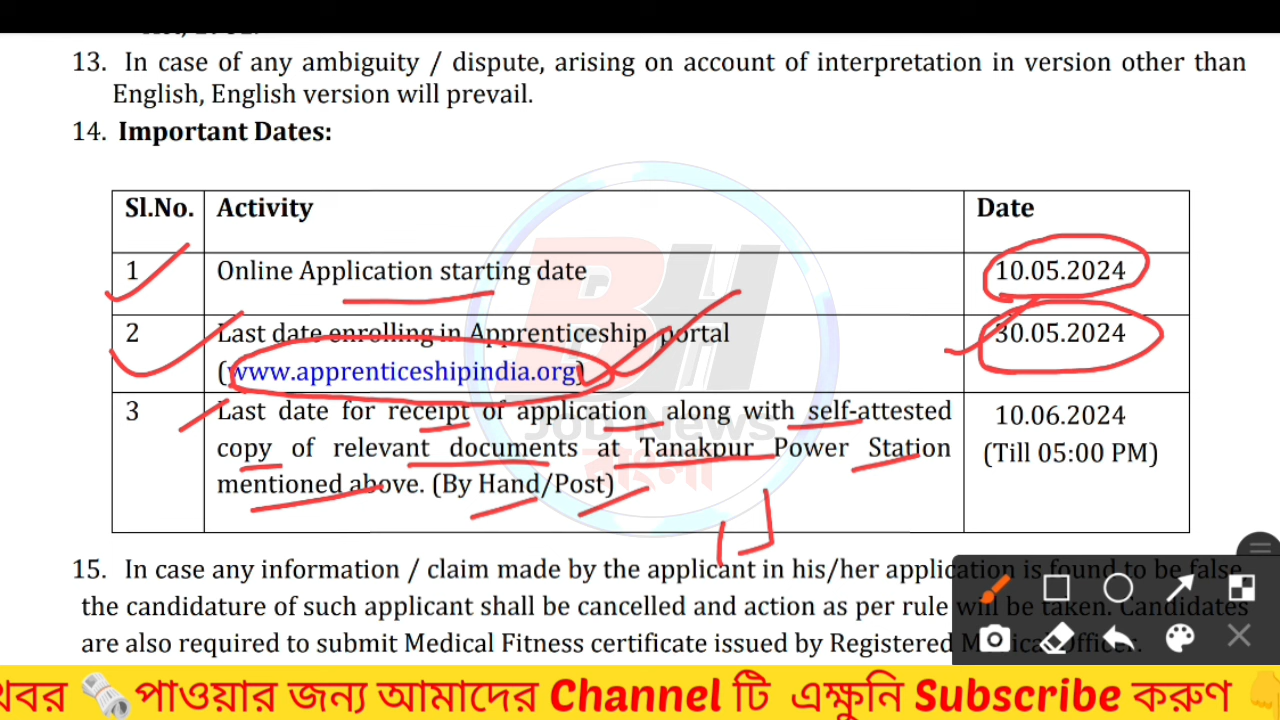 13. In case of any ambiguity / dispute, arising on account of interpretation in version other than
English, English version will prevail.
14. Important Dates:
Sl.No. Activity Date
1 Online Application starting date 10.05.2024
2 Last date enrolling in Apprenticeship portal 30.05.2024
(www.apprenticeshipindia.org)
3 Last date for receipt of application along with self-attested 10.06.2024
copy of relevant documents at Tanakpur Power Station (Till 05:00 PM)
mentioned above. (By Hand/Post)
BH
Job News
বাংলা
15. In case any information / claim made by the applicant in his/her application is found to be false,
the candidature of such applicant shall be cancelled and action as per rule will be taken. Candidates
are also required to submit Medical Fitness certificate issued by Registered Medical Officer.
খবর পাওয়ার জন্য আমাদের Channel টি এক্ষুনি Subscribe করুণ